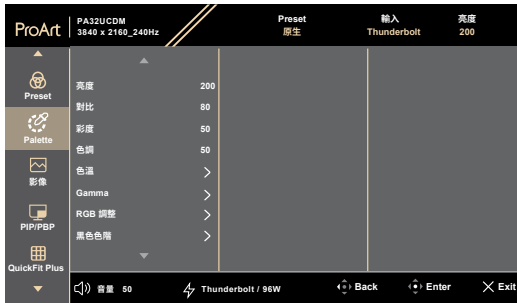 ProArt
PA32UCDM
3840 x 2160_240Hz
Preset
原生
輸入
Thunderbolt
亮度
200
Preset
Palette
影像
PIP/PBP
QuickFit Plus
亮度 200
對比 80
彩度 50
色調 50
色溫
Gamma
RGB 調整
黑色色階
音量 50
Thunderbolt / 96W
Back
Enter
Exit